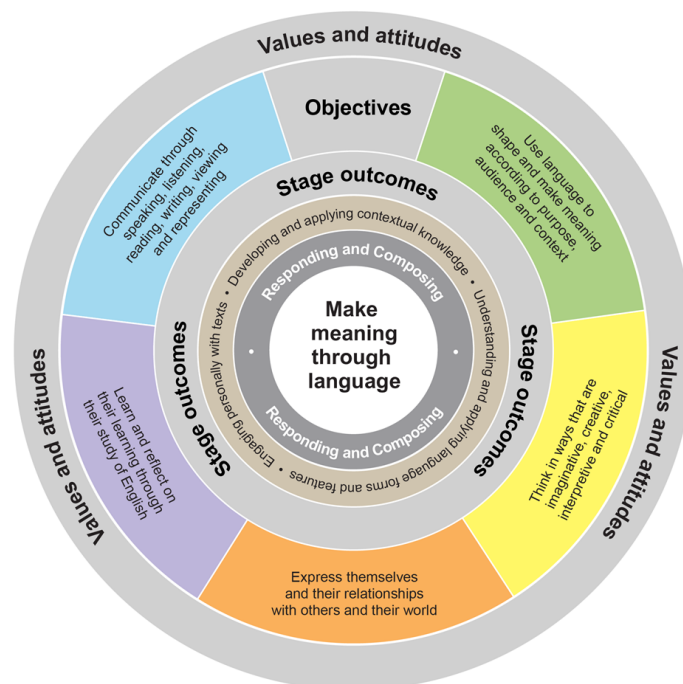 Values and attitudes
Objectives
Communicate through
speaking, listening,
reading, writing, viewing
and representing
Use language to
shape and make meaning
according to purpose,
audience and context
Stage outcomes
Developing and applying contextual knowledge •
Understanding and applying language forms and features •
Engaging personally with texts •
Responding and Composing
Make
meaning
through
language
Responding and Composing
Stage outcomes
Stage outcomes
Values and attitudes
Values and attitudes
Learn and reflect on
their learning through
their study of English
Think in ways that are
imaginative, creative,
interpretive and critical
Express themselves
and their relationships
with others and their world